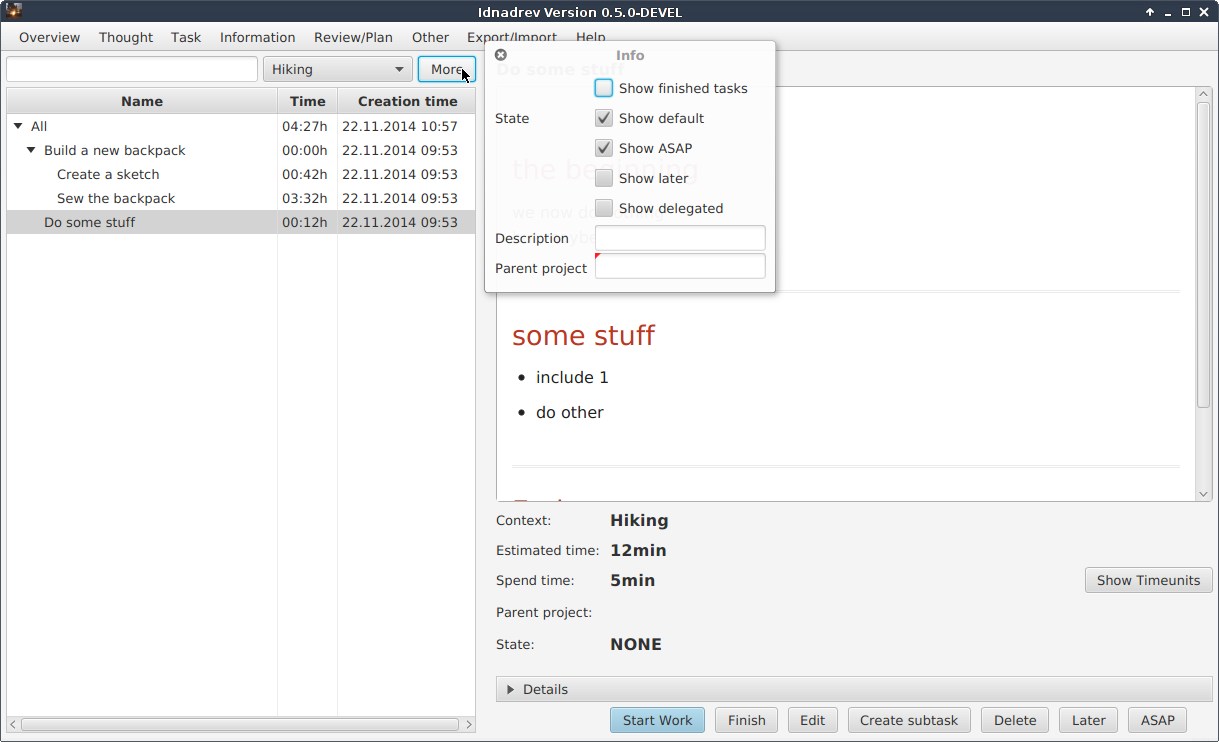 Idnadrev Version 0.5.0-DEVEL
Overview Thought Task Information Review/Plan Other Export/Import Help
Hiking More
Name Time Creation time
All 04:27h 22.11.2014 10:57
Build a new backpack 00:00h 22.11.2014 09:53
Create a sketch 00:42h 22.11.2014 09:53
Sew the backpack 03:32h 22.11.2014 09:53
Do some stuff 00:12h 22.11.2014 09:53
Info
Do some stuff
Show finished tasks
State Show default
Show ASAP
the beginning
Show later
Show delegated
we now do
Description
Parent project
some stuff
include 1
do other
Context: Hiking
Estimated time: 12min
Spend time: 5min
Show Timeunits
Parent project:
State: NONE
Details
Start Work Finish Edit Create subtask Delete Later ASAP